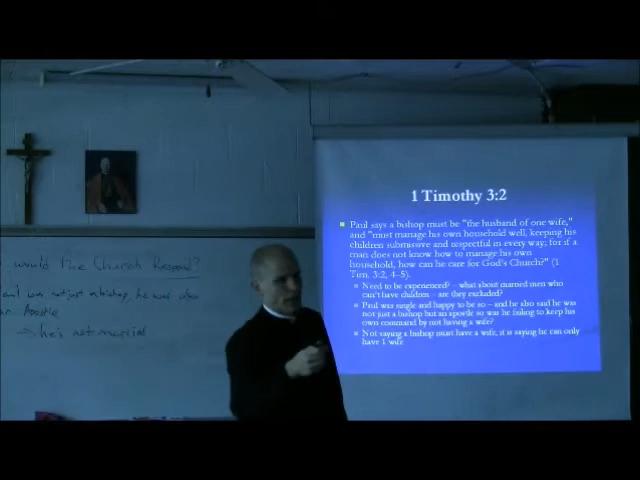 1 Timothy 3:2
Paul says a bishop must be "the husband of one wife,"
and "must manage his own household well, keeping his
children submissive and respectful in every way; for if a
man does not know how to manage his own
household, how can he care for God's Church?" (1
Tim. 3:2, 4–5).
Need to be experienced? – what about married men who
can't have children – are they excluded?
Paul was single and happy to be so – and he also said he was
not just a bishop but an apostle so was he failing to keep his
own command by not having a wife?
Not saying a bishop must have a wife, it is saying he can only
have 1 wife
would the Church Respond?
was not just a bishop, he was also
an Apostle
→ he's not married